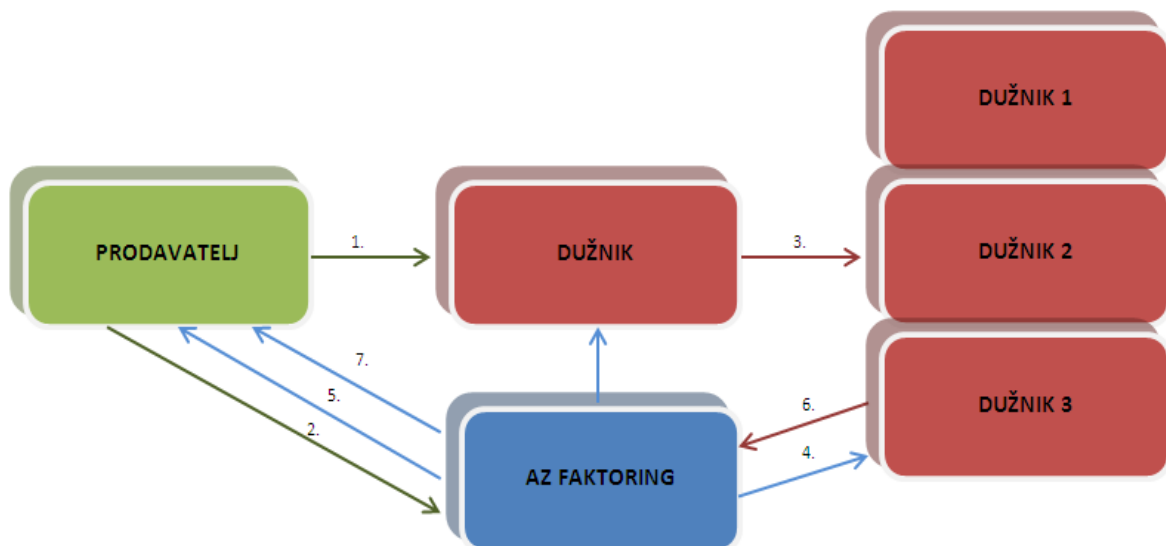 DUŽNIK 1
PRODAVATELJ
1.
DUŽNIK
3.
DUŽNIK 2
7.
5.
2.
6.
DUŽNIK 3
4.
AZ FAKTORING